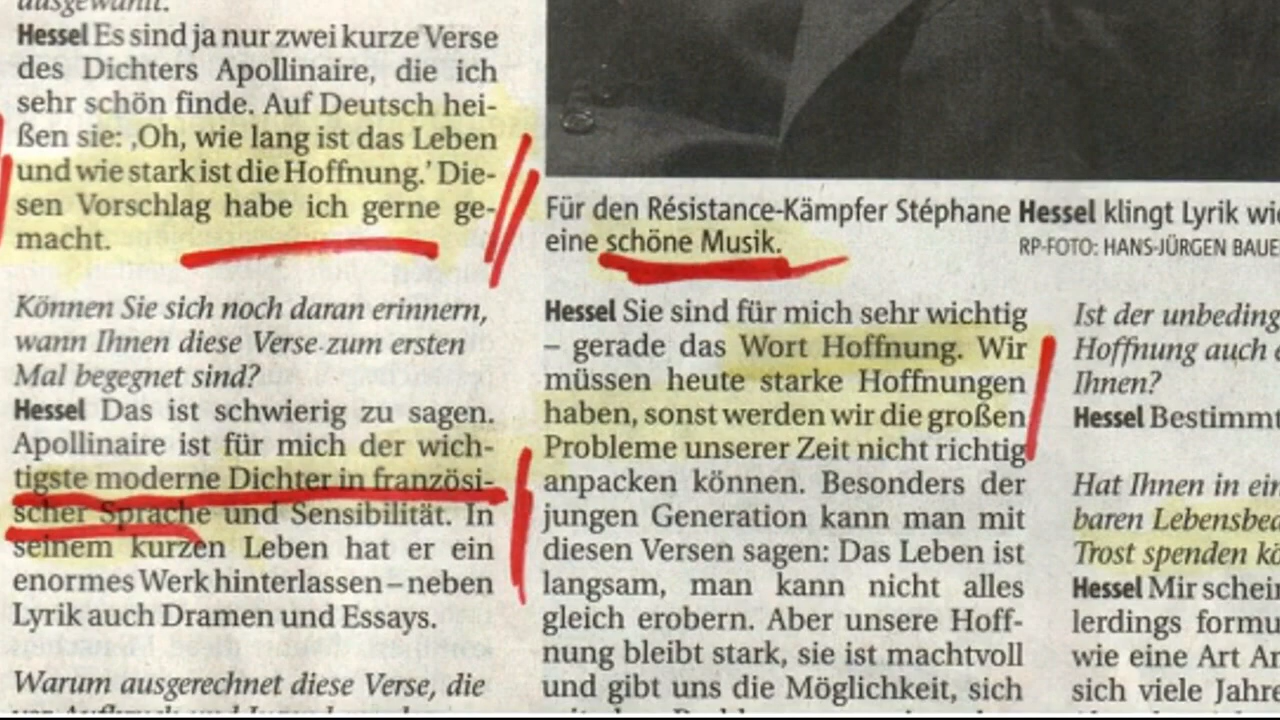 ausgewählt.
Hessel Es sind ja nur zwei kurze Verse
des Dichters Apollinaire, die ich
sehr schön finde. Auf Deutsch hei-
ßen sie: ‚Oh, wie lang ist das Leben
und wie stark ist die Hoffnung.' Die-
sen Vorschlag habe ich gerne ge-
macht.
Können Sie sich noch daran erinnern,
wann Ihnen diese Verse zum ersten
Mal begegnet sind?
Hessel Das ist schwierig zu sagen.
Apollinaire ist für mich der wich-
tigste moderne Dichter in französi-
scher Sprache und Sensibilität. In
seinem kurzen Leben hat er ein
enormes Werk hinterlassen – neben
Lyrik auch Dramen und Essays.
Warum ausgerechnet diese Verse, die
Für den Résistance-Kämpfer Stéphane Hessel klingt Lyrik wie
eine schöne Musik.
RP-FOTO: HANS-JÜRGEN BAUE
Hessel Sie sind für mich sehr wichtig
– gerade das Wort Hoffnung. Wir
müssen heute starke Hoffnungen
haben, sonst werden wir die großen
Probleme unserer Zeit nicht richtig
anpacken können. Besonders der
jungen Generation kann man mit
diesen Versen sagen: Das Leben ist
langsam, man kann nicht alles
gleich erobern. Aber unsere Hoff-
nung bleibt stark, sie ist machtvoll
und gibt uns die Möglichkeit, sich
Ist der unbeding
Hoffnung auch
Ihnen?
Hessel Bestimmt
Hat Ihnen in ein
baren Lebensbed
Trost spenden kö
Hessel Mir schein
lerdings formu
wie eine Art An
sich viele Jahre